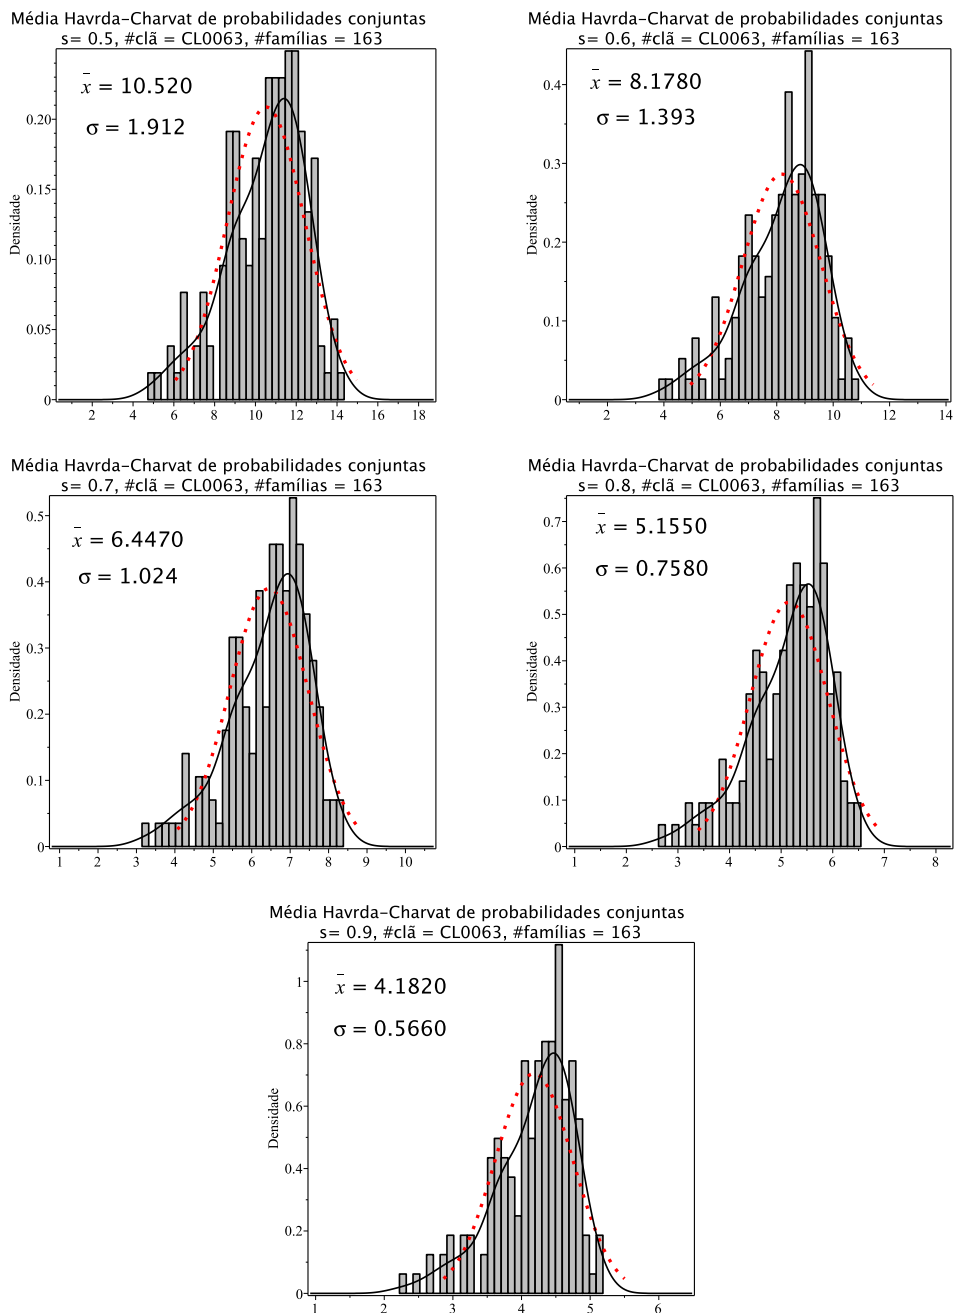 Média Havrda-Charvat de probabilidades conjuntas
s= 0.5, #clã = CL0063, #famílias = 163
x̄ = 10.520
σ = 1.912
Densidade
0.20
0.15
0.10
0.05
0
2 4 6 8 10 12 14 16 18
Média Havrda-Charvat de probabilidades conjuntas
s= 0.6, #clã = CL0063, #famílias = 163
x̄ = 8.1780
σ = 1.393
Densidade
0.4
0.3
0.2
0.1
0
2 4 6 8 10 12 14
Média Havrda-Charvat de probabilidades conjuntas
s= 0.7, #clã = CL0063, #famílias = 163
x̄ = 6.4470
σ = 1.024
Densidade
0.5
0.4
0.3
0.2
0.1
0
1 2 3 4 5 6 7 8 9 10
Média Havrda-Charvat de probabilidades conjuntas
s= 0.8, #clã = CL0063, #famílias = 163
x̄ = 5.1550
σ = 0.7580
Densidade
0.7
0.6
0.5
0.4
0.3
0.2
0.1
0
1 2 3 4 5 6 7 8
Média Havrda-Charvat de probabilidades conjuntas
s= 0.9, #clã = CL0063, #famílias = 163
x̄ = 4.1820
σ = 0.5660
Densidade
1
0.8
0.6
0.4
0.2
0
1 2 3 4 5 6